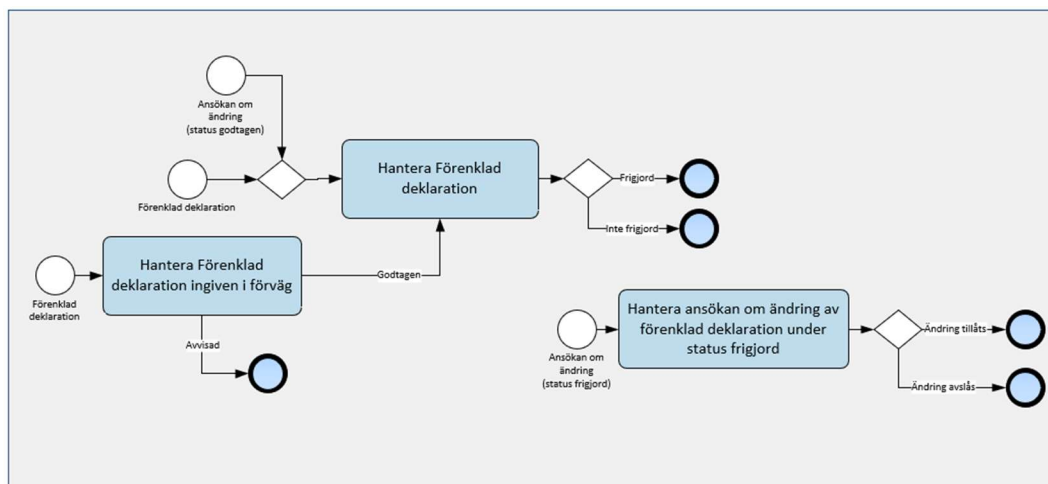 Ansökan om
ändring
(status godtagen)
Hantera Förenklad
deklaration
Förenklad deklaration
Frigjord
Inte frigjord
Hantera Förenklad
deklaration ingiven i förväg
Förenklad
deklaration
Godtagen
Avvisad
Hantera ansökan om ändring av
förenklad deklaration under
status frigjord
Ansökan om
ändring
(status frigjord)
Ändring tillåts
Ändring avslås